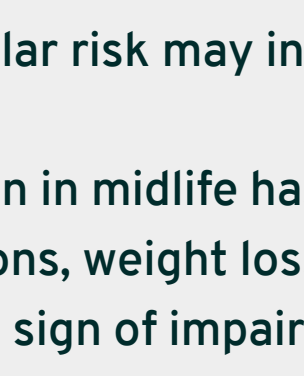 lar risk may in
n in midlife ha
ons, weight los
sign of impair